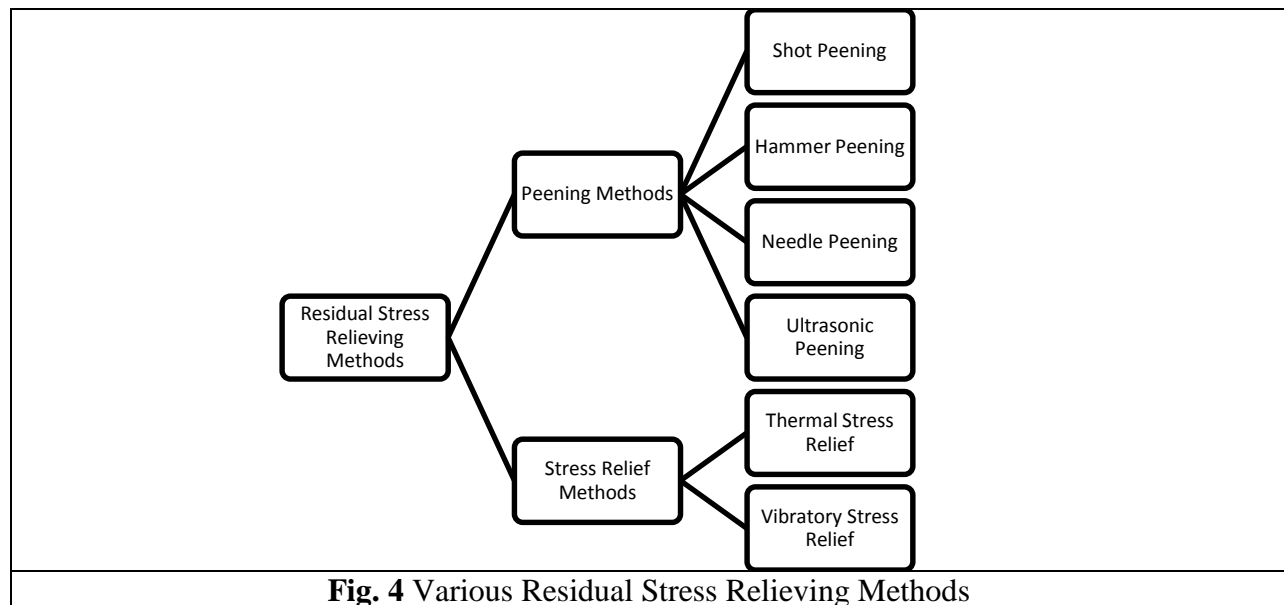 Shot Peening
Hammer Peening
Peening Methods
Needle Peening
Residual Stress
Relieving
Methods
Ultrasonic
Peening
Thermal Stress
Relief
Stress Relief
Methods
Vibratory Stress
Relief
Fig. 4 Various Residual Stress Relieving Methods